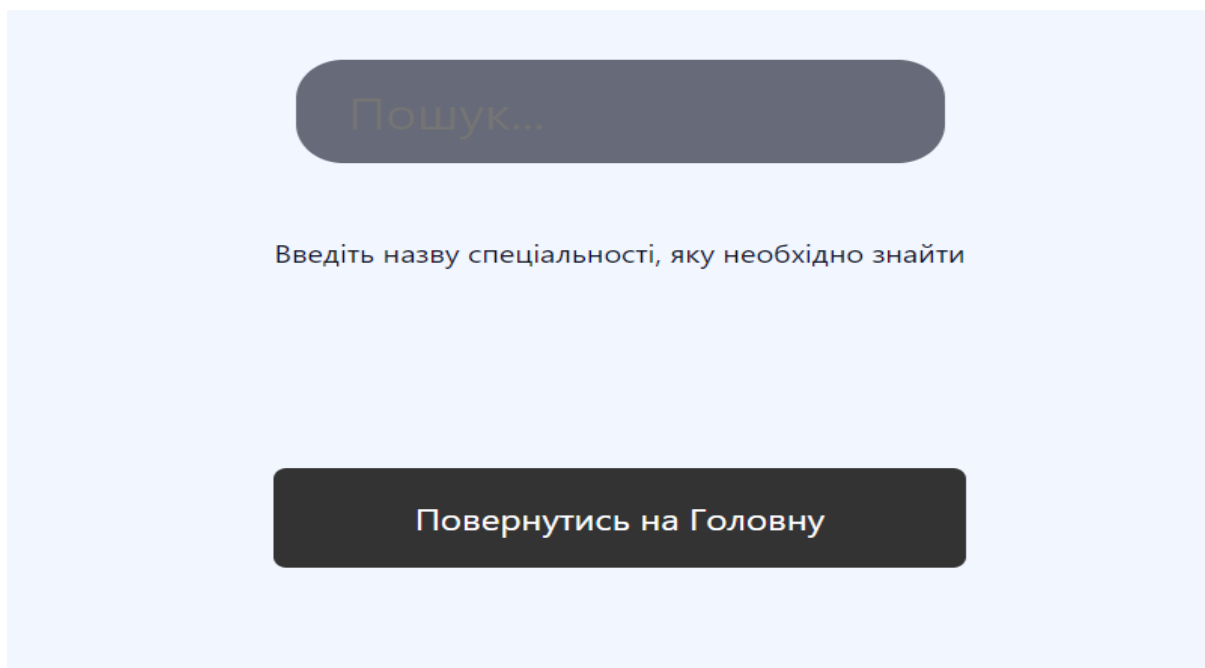 Пошук...
Введіть назву спеціальності, яку необхідно знайти
Повернутись на Головну